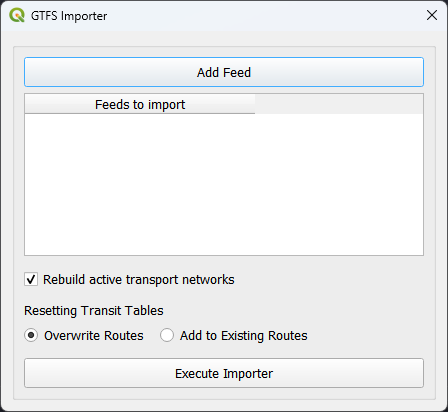 GTFS Importer
Add Feed
Feeds to import
Rebuild active transport networks
Resetting Transit Tables
Overwrite Routes Add to Existing Routes
Execute Importer